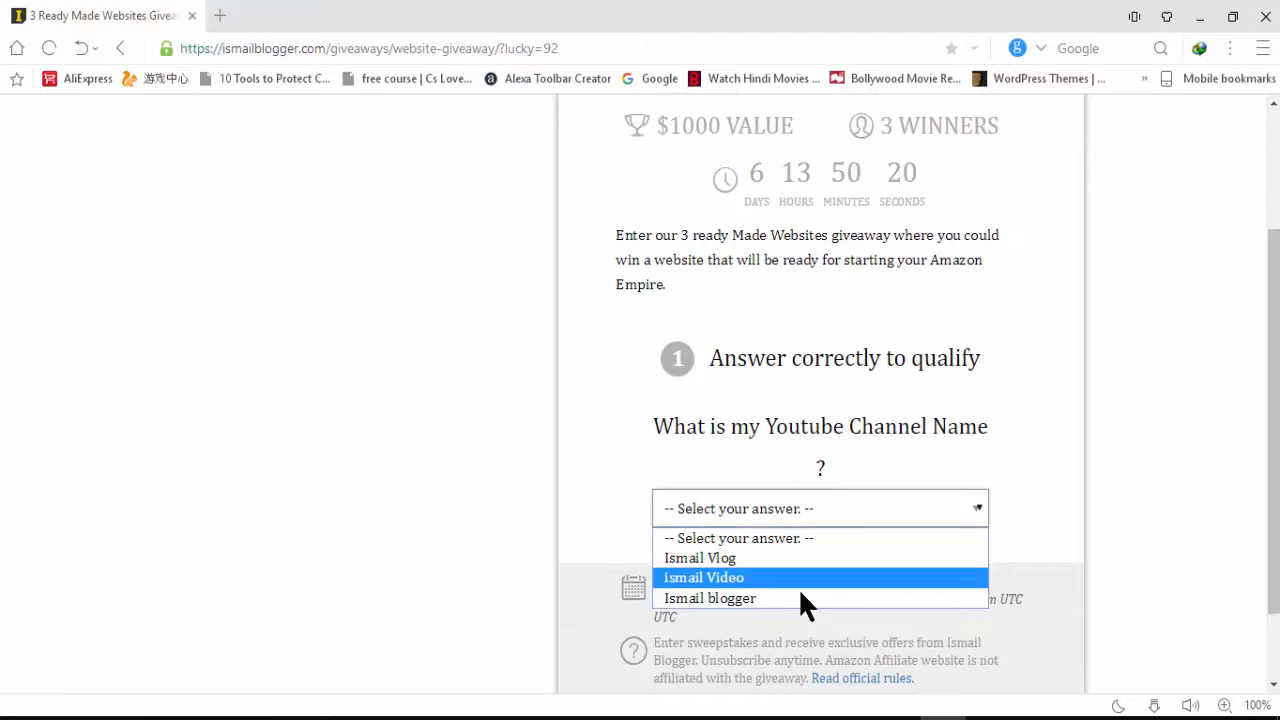 3 Ready Made Websites Givea
https://ismailblogger.com/giveaways/website-giveaway/?lucky=92
Google
AliExpress
游戏中心
10 Tools to Protect C...
free course | Cs Love...
Alexa Toolbar Creator
Google
Watch Hindi Movies ...
Bollywood Movie Re...
WordPress Themes | ...
»
Mobile bookmarks
$1000 VALUE
3 WINNERS
6 13 50 20
DAYS HOURS MINUTES SECONDS
Enter our 3 ready Made Websites giveaway where you could
win a website that will be ready for starting your Amazon
Empire.
1 Answer correctly to qualify
What is my Youtube Channel Name
?
-- Select your answer. --
-- Select your answer. --
Ismail Vlog
ismail Video
Ismail blogger
UTC
UTC
Enter sweepstakes and receive exclusive offers from Ismail
Blogger. Unsubscribe anytime. Amazon Affiliate website is not
affiliated with the giveaway. Read official rules.
100%